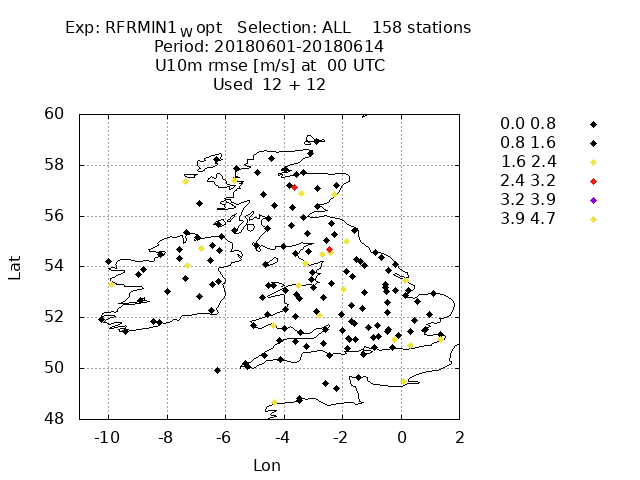 Exp: RFRMIN1wopt Selection: ALL 158 stations
Period: 20180601-20180614
U10m rmse [m/s] at 00 UTC
Used 12 + 12
60
58
56
54
52
50
48
-10 -8 -6 -4 -2 0 2
Lat
Lon
0.0 0.8
0.8 1.6
1.6 2.4
2.4 3.2
3.2 3.9
3.9 4.7